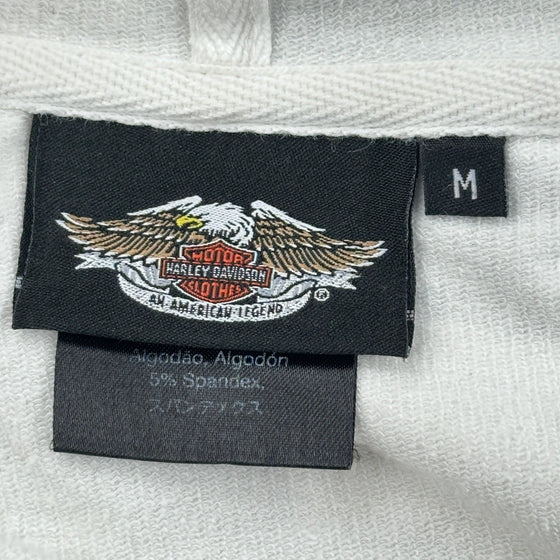 MOTOR
HARLEY-DAVIDSON
CLOTHES
AN AMERICAN LEGEND
®
M
Algodão, Algodón
5% Spandex,
スパンデックス